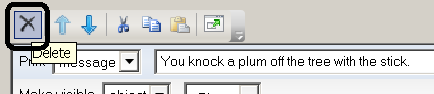 Delete
Print message You knock a plum off the tree with the stick.
Make visible object